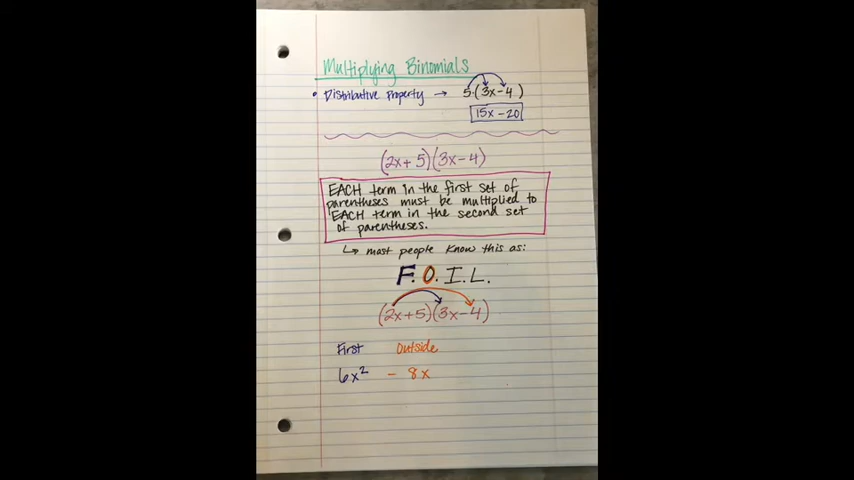 Multiplying Binomials
• Distributive Property → 5·(3x-4)
15x-20
(2x+5)(3x-4)
EACH term in the first set of
parentheses must be multiplied to
EACH term in the second set
of parentheses.
↳ most people know this as:
F.O.I.L.
(2x+5)(3x-4)
First Outside
6x² - 8x